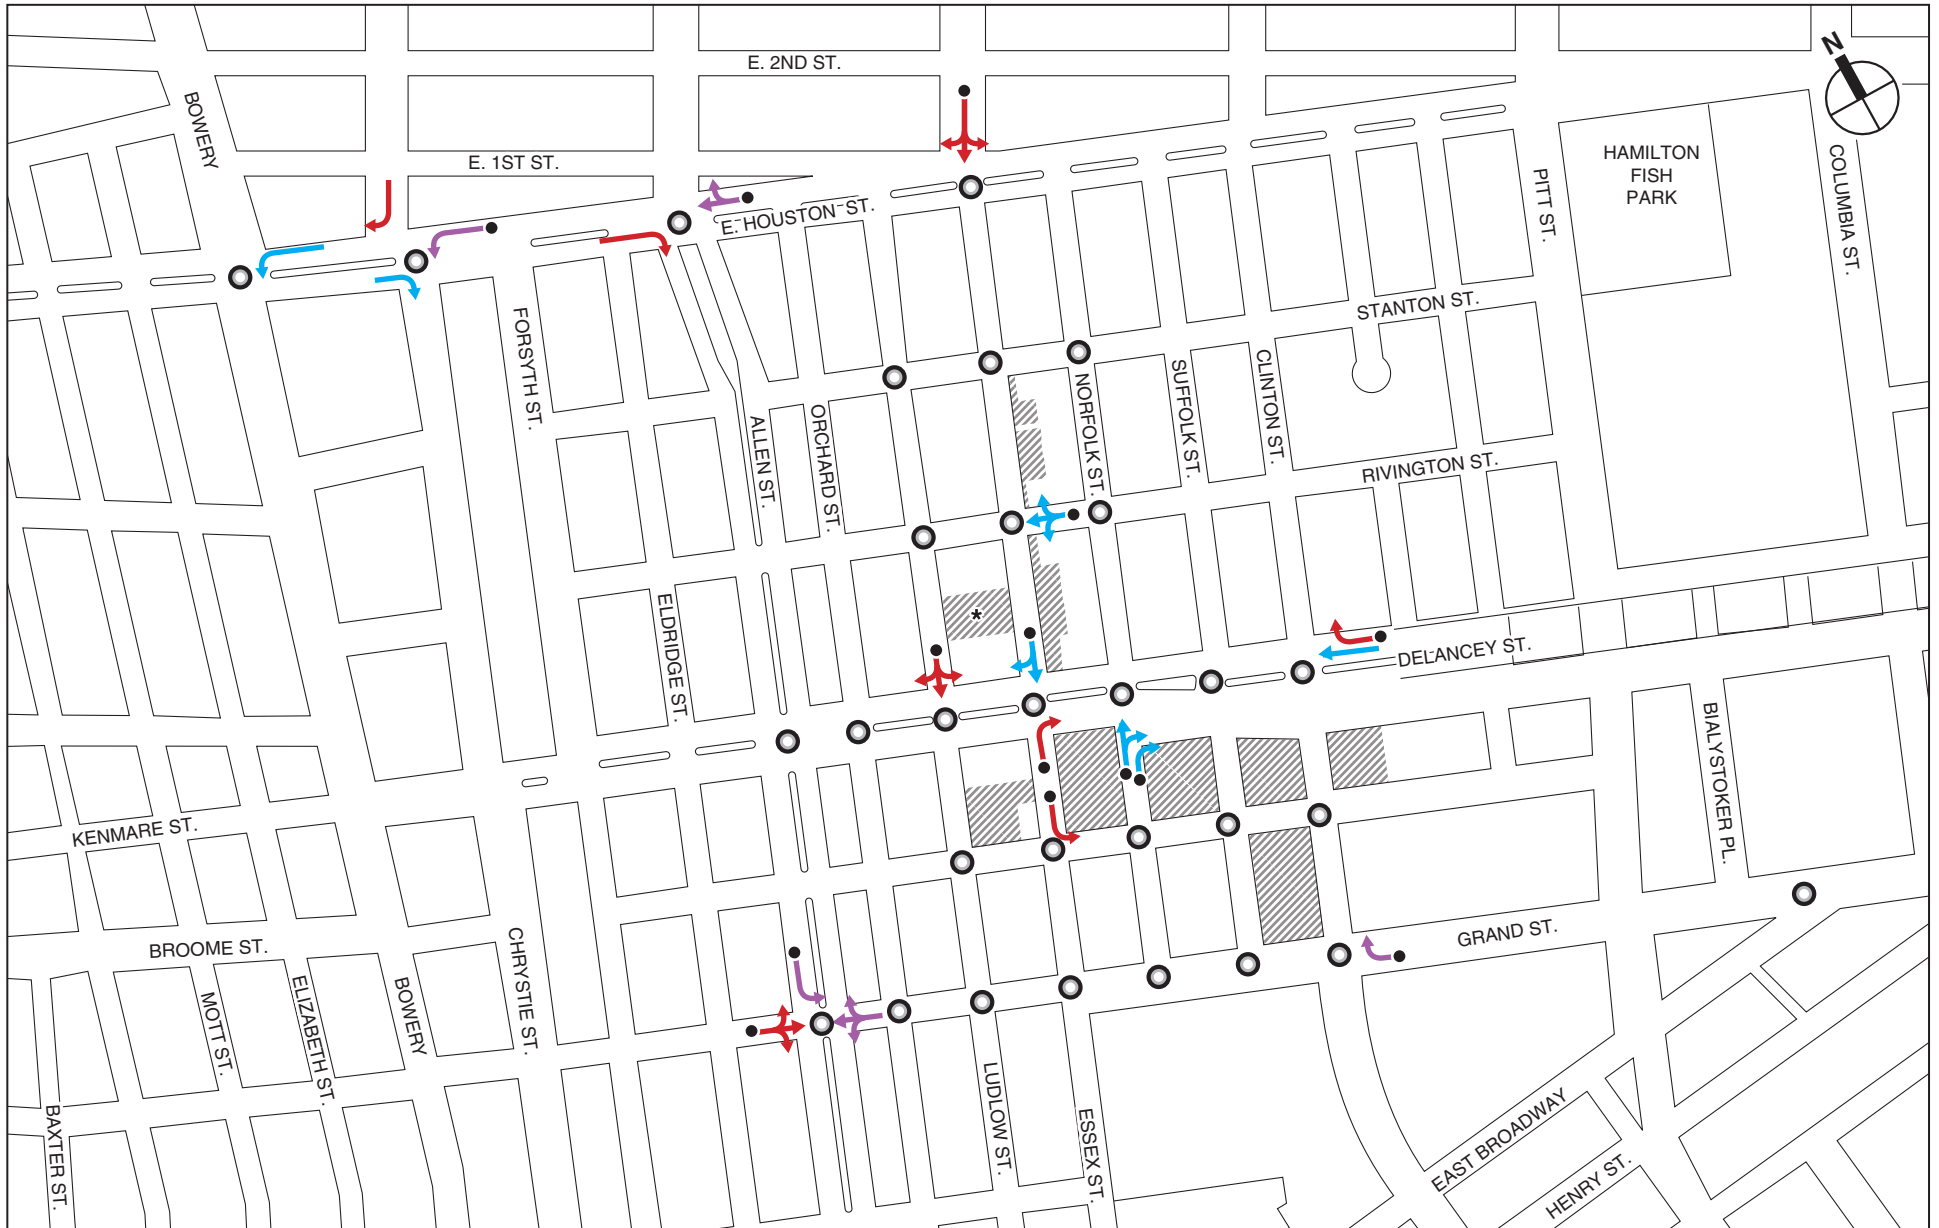 E. 2ND ST.
N
BOWERY
E. 1ST ST.
HAMILTON
FISH
PARK
COLUMBIA ST.
PITT ST.
E. HOUSTON ST.
STANTON ST.
FORSYTH ST.
ALLEN ST.
ORCHARD ST.
NORFOLK ST.
SUFFOLK ST.
CLINTON ST.
RIVINGTON ST.
*
ELDRIDGE ST.
DELANCEY ST.
BIALYSTOKER PL.
KENMARE ST.
BROOME ST.
GRAND ST.
MOTT ST.
ELIZABETH ST.
BOWERY
CHRYSTIE ST.
BAXTER ST.
LUDLOW ST.
ESSEX ST.
EAST BROADWAY
HENRY ST.